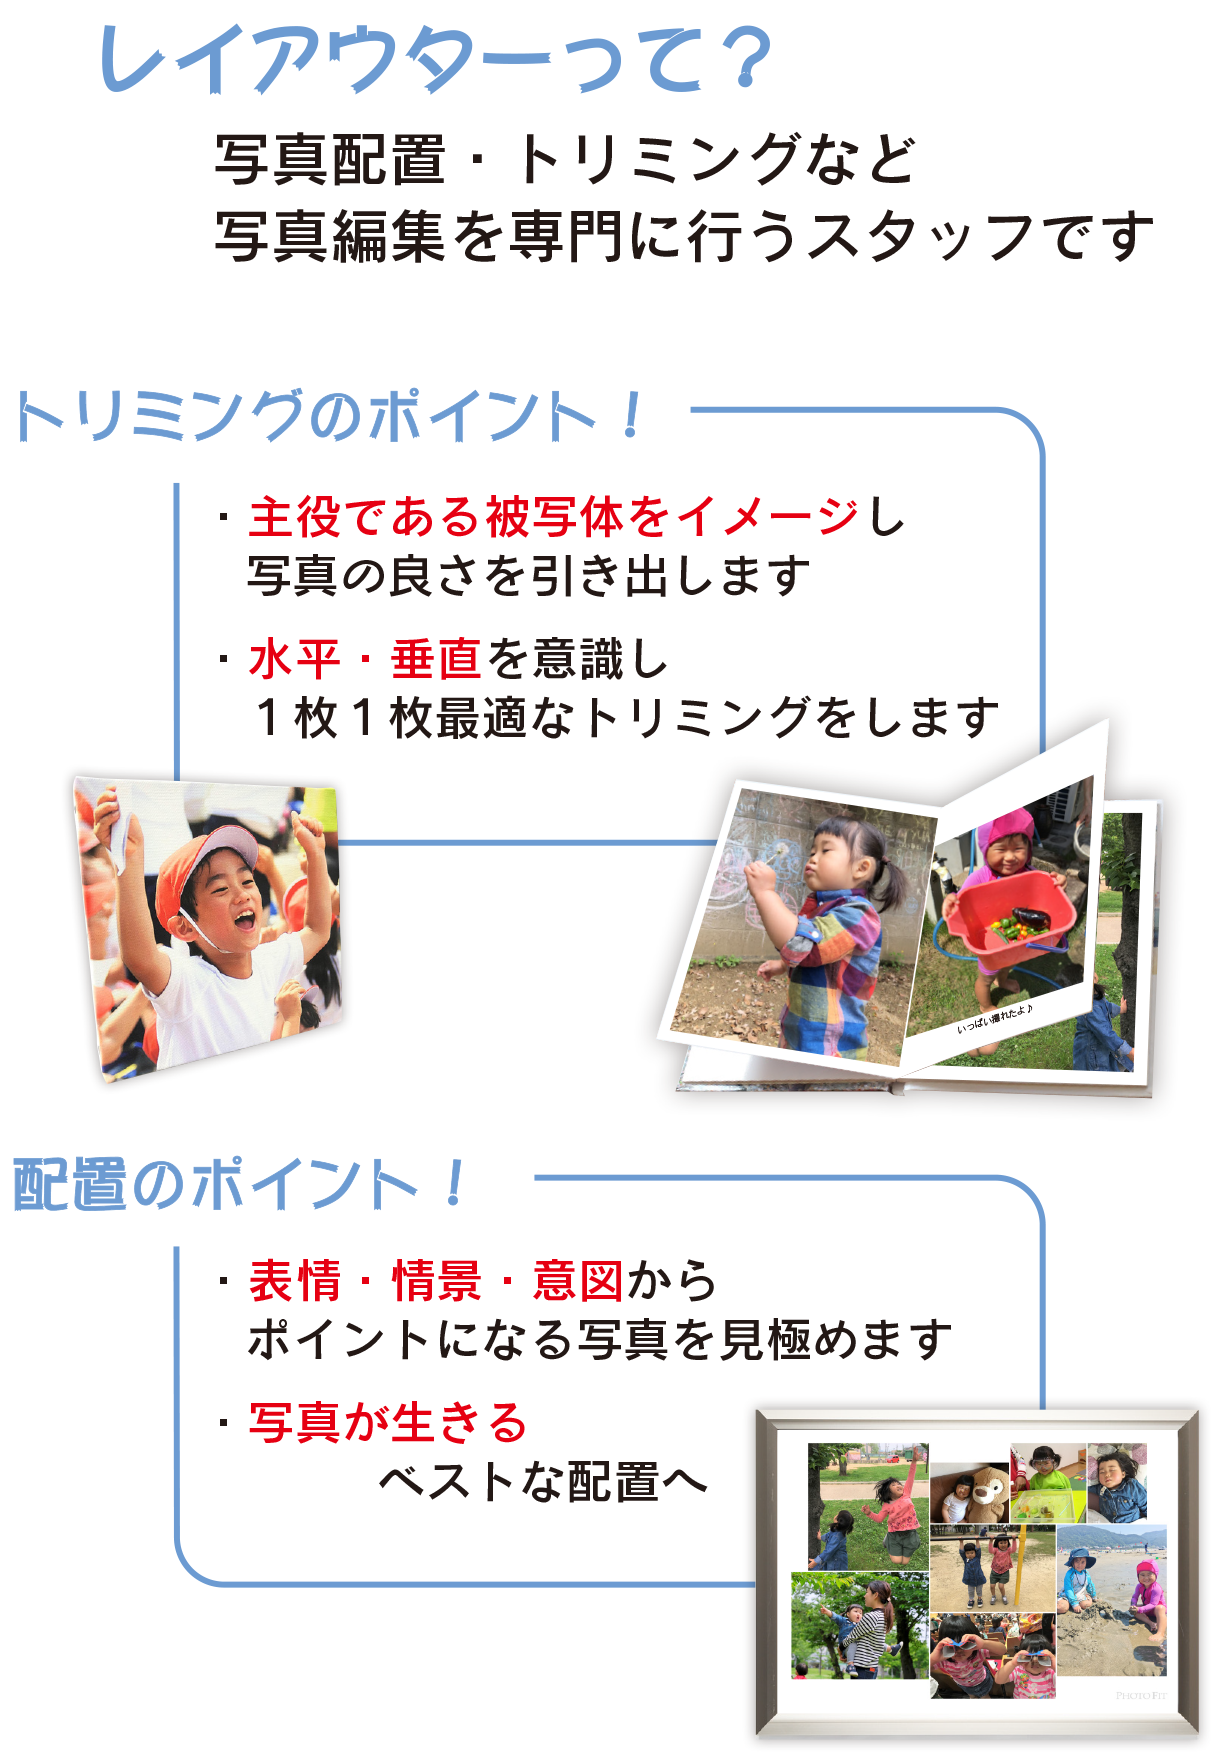 レイアウターって？
写真配置・トリミングなど
写真編集を専門に行うスタッフです
トリミングのポイント！
・主役である被写体をイメージし
写真の良さを引き出します
・水平・垂直を意識し
１枚１枚最適なトリミングをします
いっぱい撮れたよ♪
配置のポイント！
・表情・情景・意図から
ポイントになる写真を見極めます
・写真が生きる
ベストな配置へ
PHOTOFIT